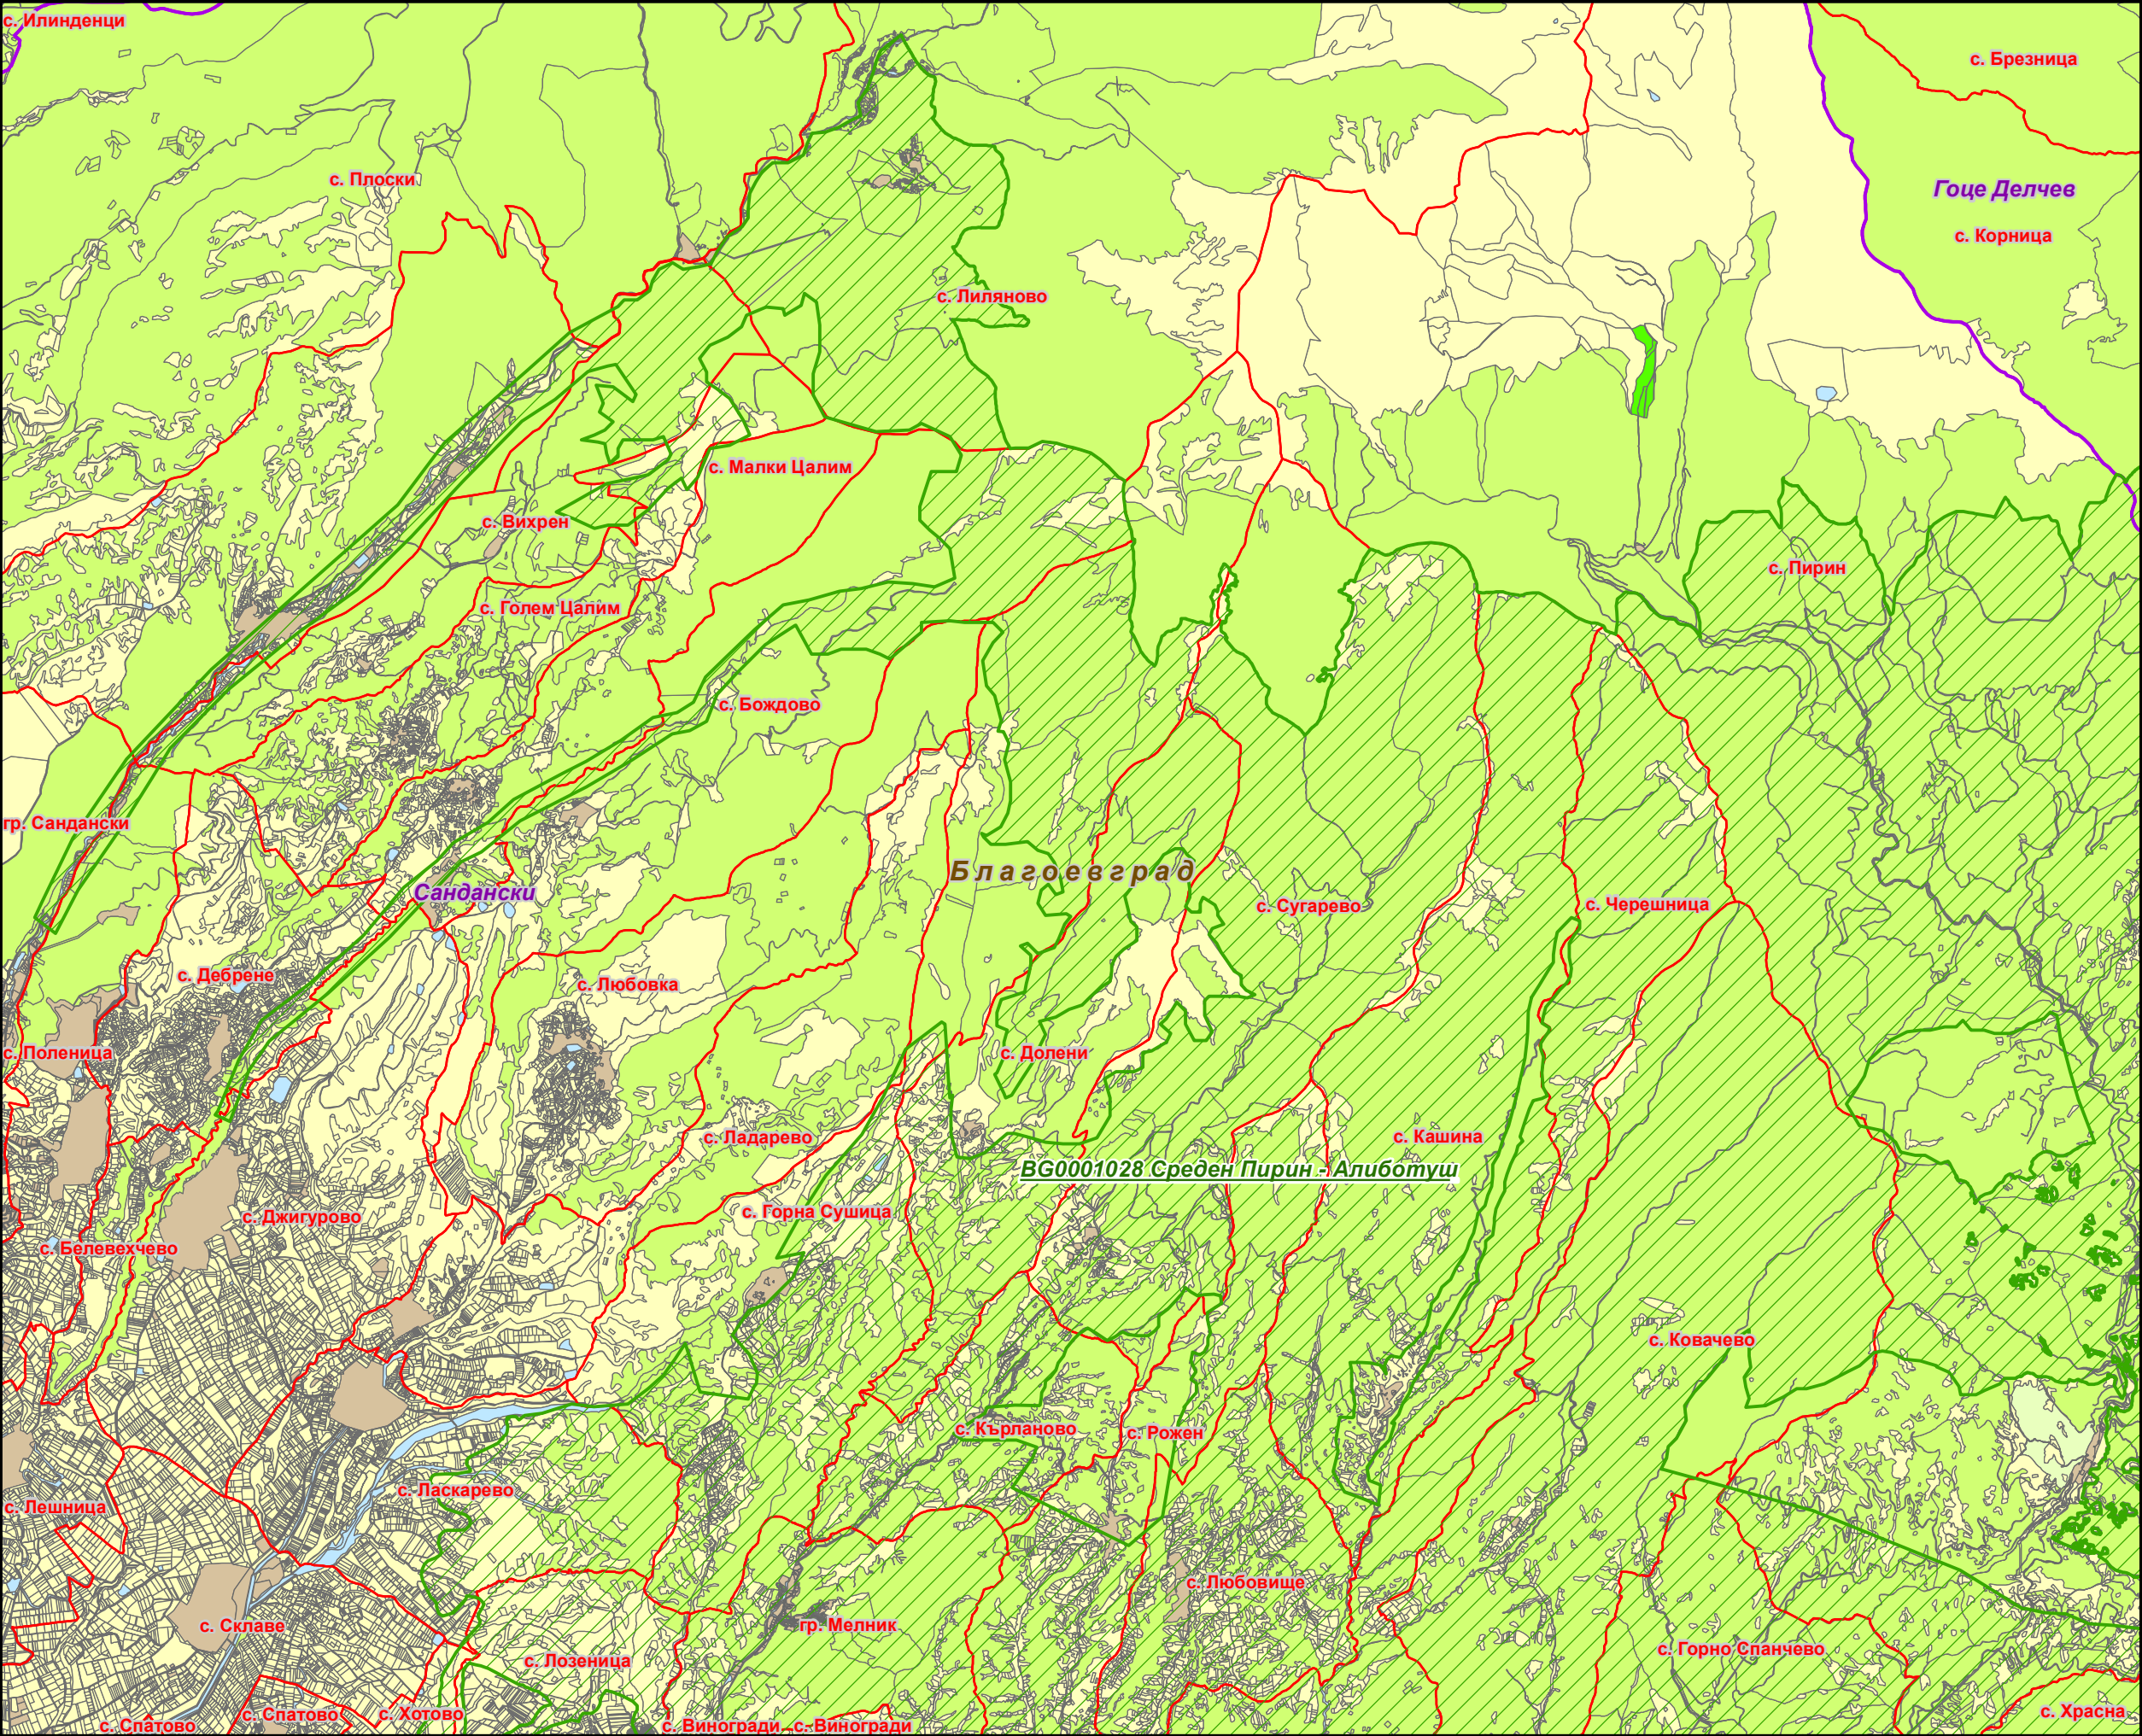 с. Илинденци
с. Брезница
с. Плоски
Гоце Делчев
с. Корница
с. Лиляново
с. Малки Цалим
с. Вихрен
с. Пирин
с. Голем Цалим
с. Бождово
гр. Сандански
Благоевград
Сандански
с. Сугарево
с. Черешница
с. Дебрене
с. Любовка
с. Поленица
с. Долени
с. Ладарево
с. Кашина
BG0001028 Среден Пирин - Алиботуш
с. Горна Сушица
с. Джигурово
с. Белевехчево
с. Ковачево
с. Кърланово
с. Рожен
с. Ласкарево
с. Лешница
с. Любовище
с. Склаве
гр. Мелник
с. Горно Спанчево
с. Лозеница
с. Храсна
с. Спатово
с. Хотово
с. Спатово
с. Виногради
с. Виногради